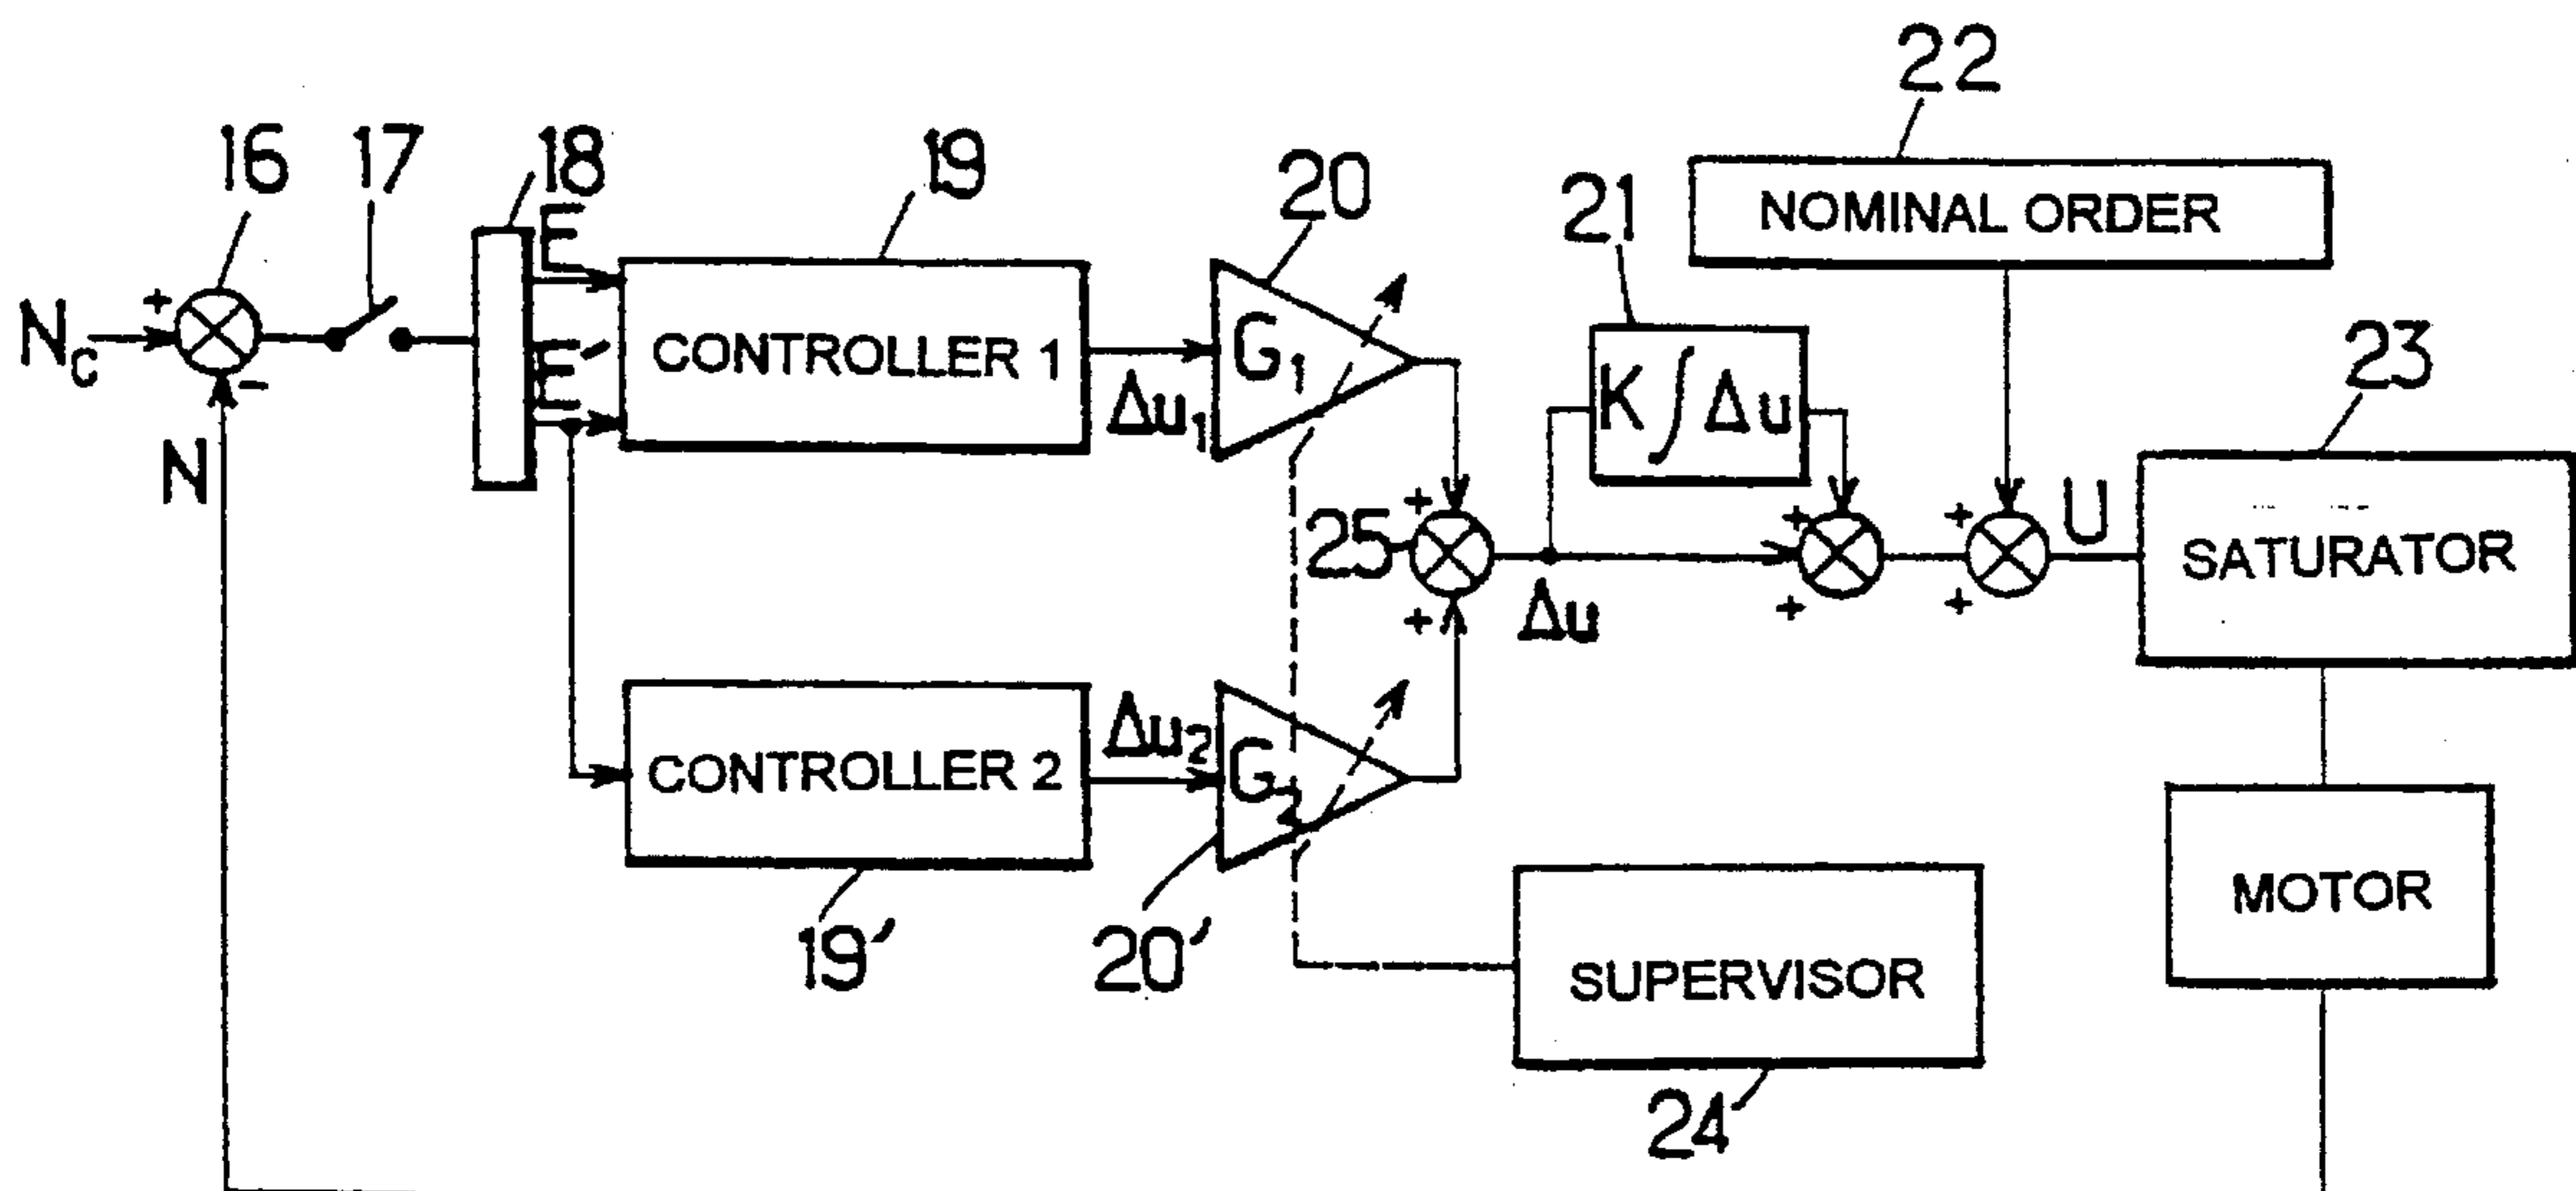 22
16 17 18 19 20
E
21
NOMINAL ORDER
N_c + CONTROLLER 1 G₁ K∫Δu 23
E'
-
N Δu₁
+ + + U SATURATOR
25
+ Δu + +
CONTROLLER 2 Δu₂ G₂
MOTOR
19' 20' SUPERVISOR
24